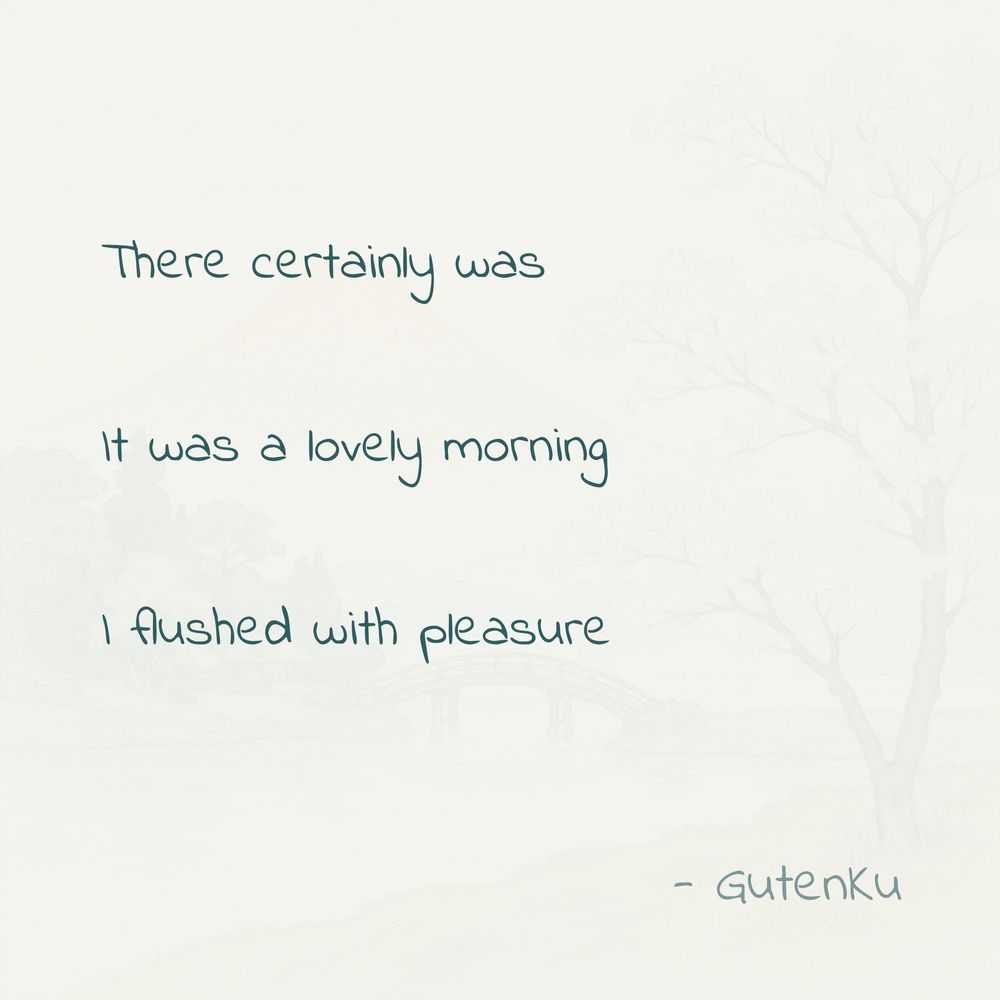 There certainly was
It was a lovely morning
I flushed with pleasure
- GutenKu